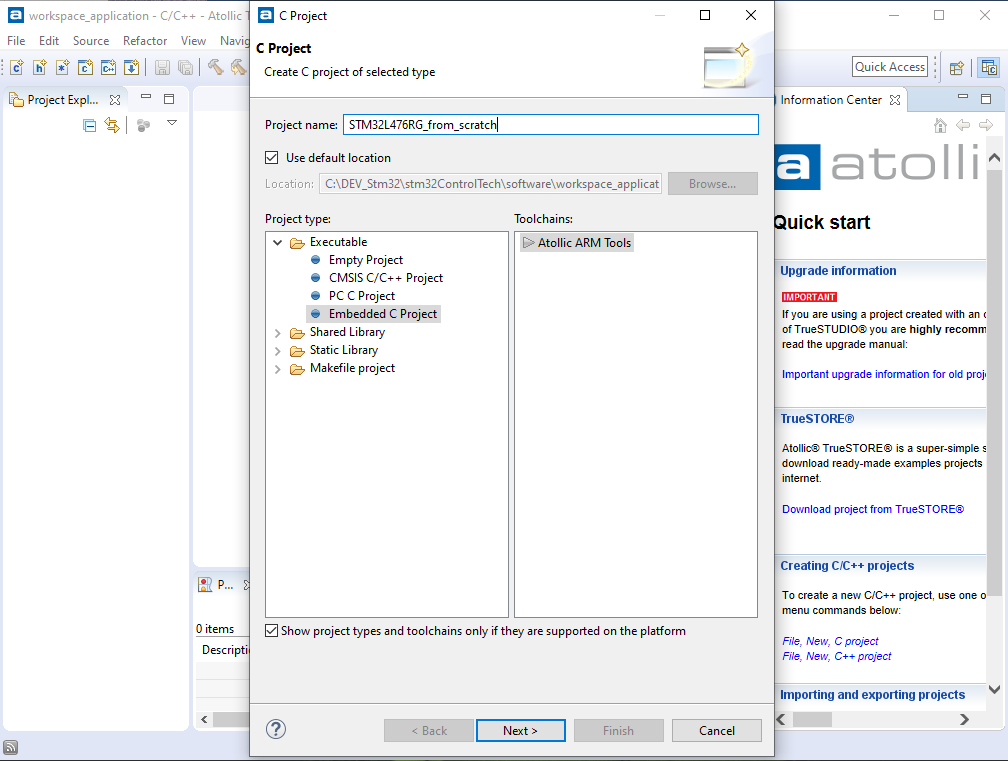 workspace_application - C/C++ - Atollic T
File Edit Source Refactor View Navig
Quick Access
Project Expl...
C Project
C Project
Create C project of selected type
Project name: STM32L476RG_from_scratch
Use default location
Location: C:\DEV_Stm32\stm32ControlTech\software\workspace_applicat Browse...
Project type: Toolchains:
Executable
Empty Project
CMSIS C/C++ Project
PC C Project
Embedded C Project
Shared Library
Static Library
Makefile project
Atollic ARM Tools
Show project types and toolchains only if they are supported on the platform
< Back Next > Finish Cancel
P...
0 items
Descripti
Information Center
a atolli
Quick start
Upgrade information
IMPORTANT
If you are using a project created with an
of TrueSTUDIO® you are highly recomm
read the upgrade manual:
Important upgrade information for old proj
TrueSTORE®
Atollic® TrueSTORE® is a super-simple s
download ready-made examples projects
internet.
Download project from TrueSTORE®
Creating C/C++ projects
To create a new C/C++ project, use one o
menu commands below:
File, New, C project
File, New, C++ project
Importing and exporting projects